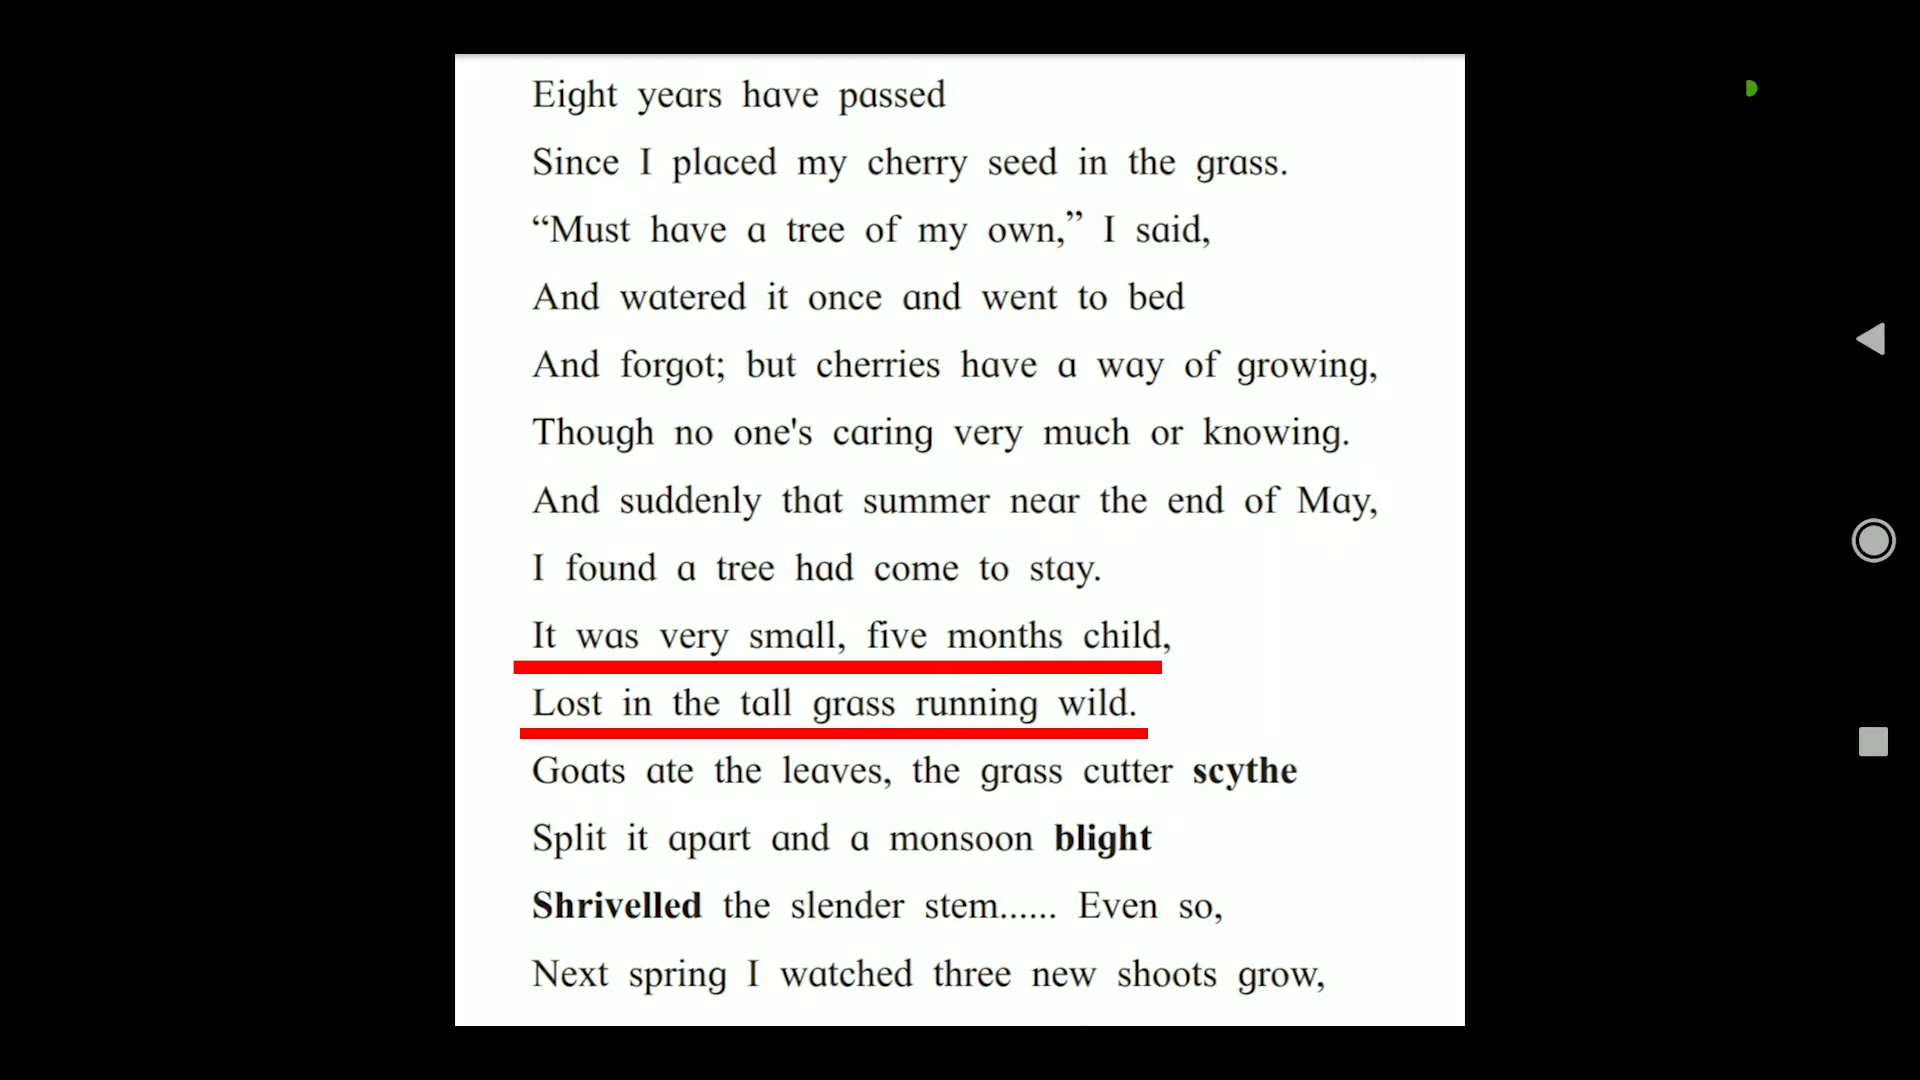 Eight years have passed
Since I placed my cherry seed in the grass.
“Must have a tree of my own,” I said,
And watered it once and went to bed
And forgot; but cherries have a way of growing,
Though no one's caring very much or knowing.
And suddenly that summer near the end of May,
I found a tree had come to stay.
It was very small, five months child,
Lost in the tall grass running wild.
Goats ate the leaves, the grass cutter scythe
Split it apart and a monsoon blight
Shrivelled the slender stem...... Even so,
Next spring I watched three new shoots grow,